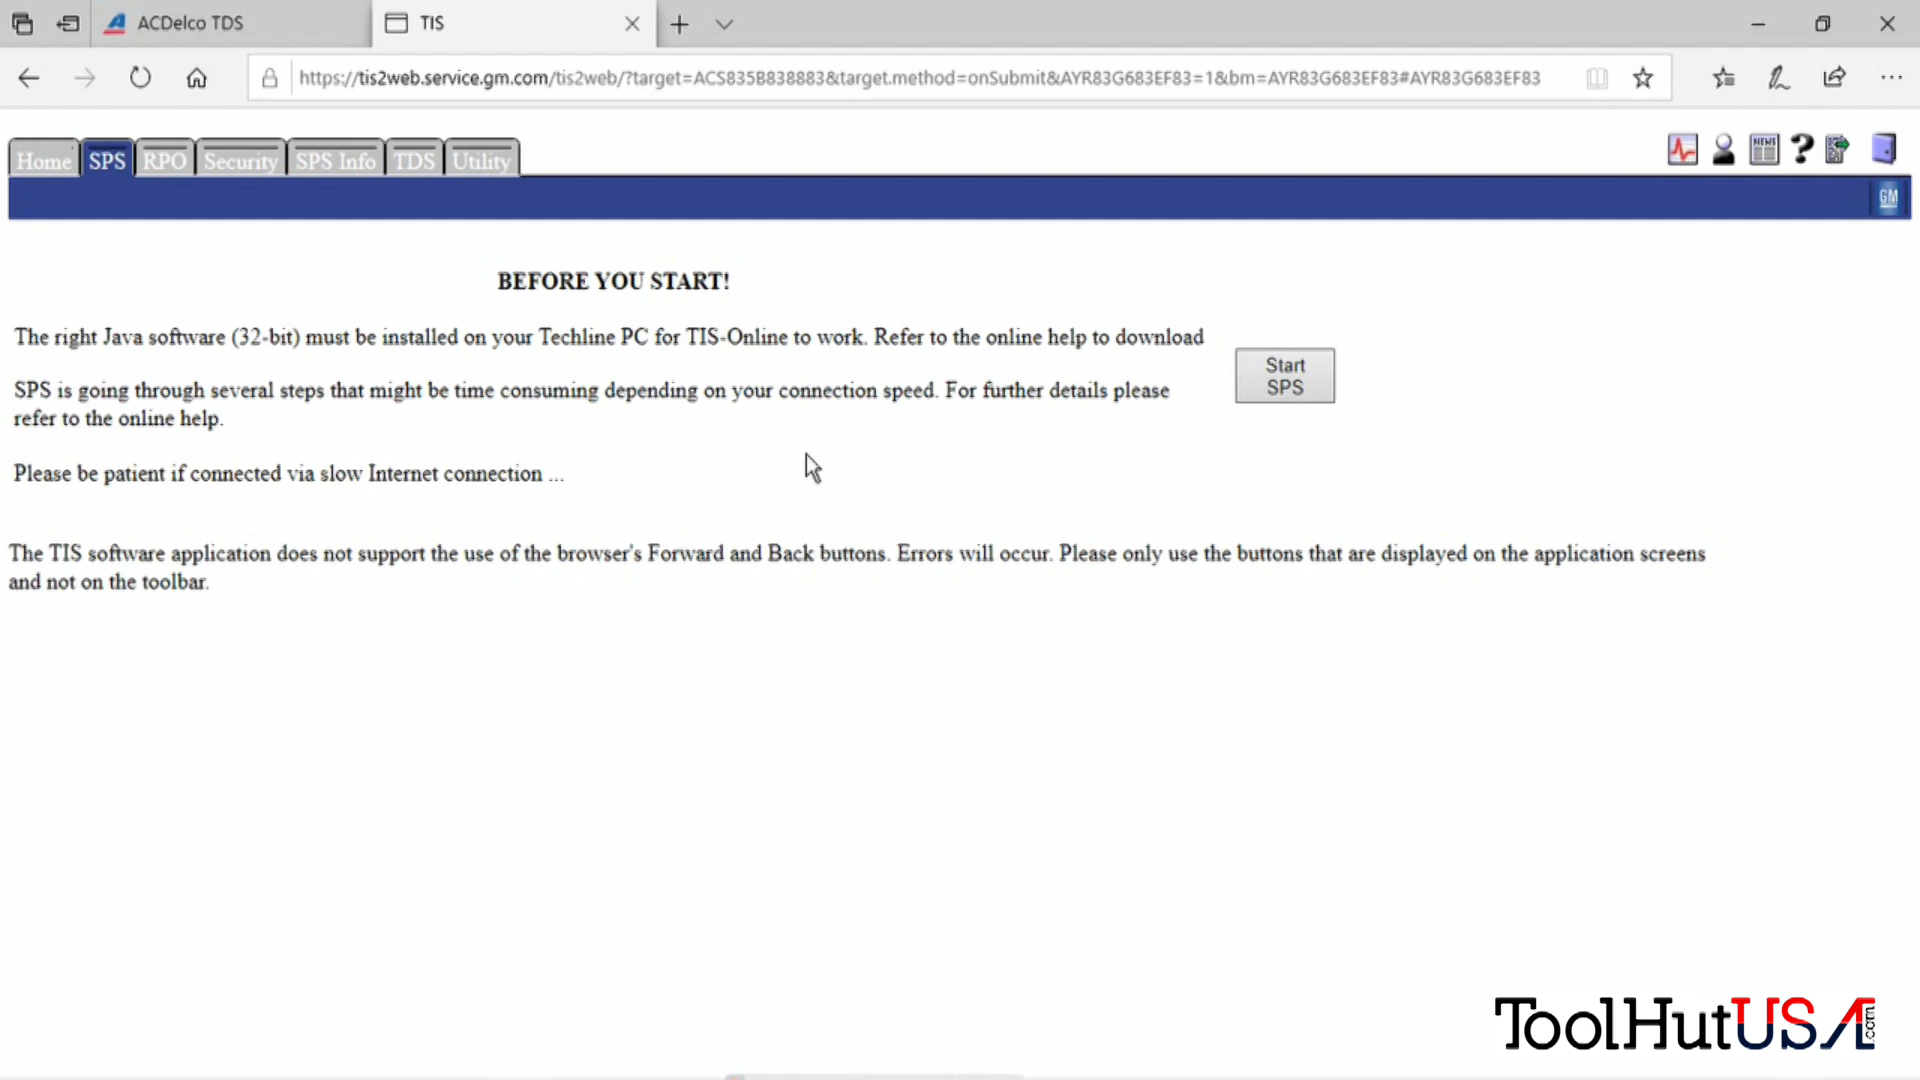 ACDelco TDS
TIS
https://tis2web.service.gm.com/tis2web/?target=ACS835B838883&target.method=onSubmit&AYR83G683EF83=1&bm=AYR83G683EF83#AYR83G683EF83
Home SPS RPO Security SPS Info TDS Utility
NEWS
GM
BEFORE YOU START!
The right Java software (32-bit) must be installed on your Techline PC for TIS-Online to work. Refer to the online help to download
Start
SPS
SPS is going through several steps that might be time consuming depending on your connection speed. For further details please
refer to the online help.
Please be patient if connected via slow Internet connection ...
The TIS software application does not support the use of the browser's Forward and Back buttons. Errors will occur. Please only use the buttons that are displayed on the application screens
and not on the toolbar.
ToolHutUSA.com